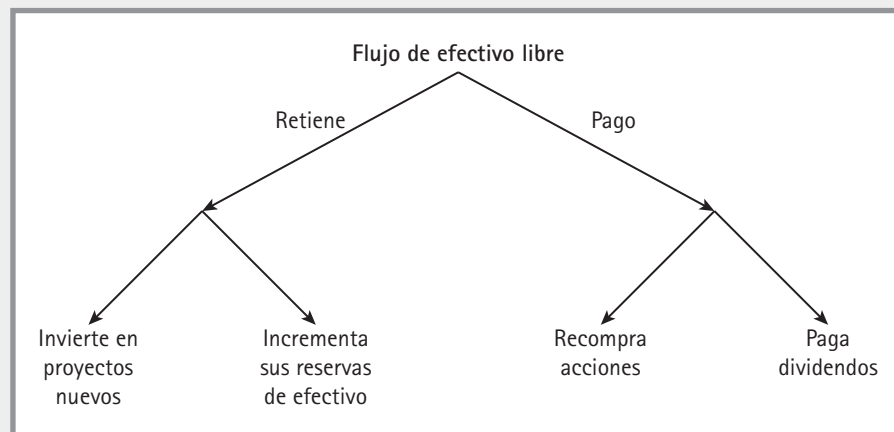 Flujo de efectivo libre
Retiene
Pago
Invierte en
proyectos
nuevos
Incrementa
sus reservas
de efectivo
Recompra
acciones
Paga
dividendos